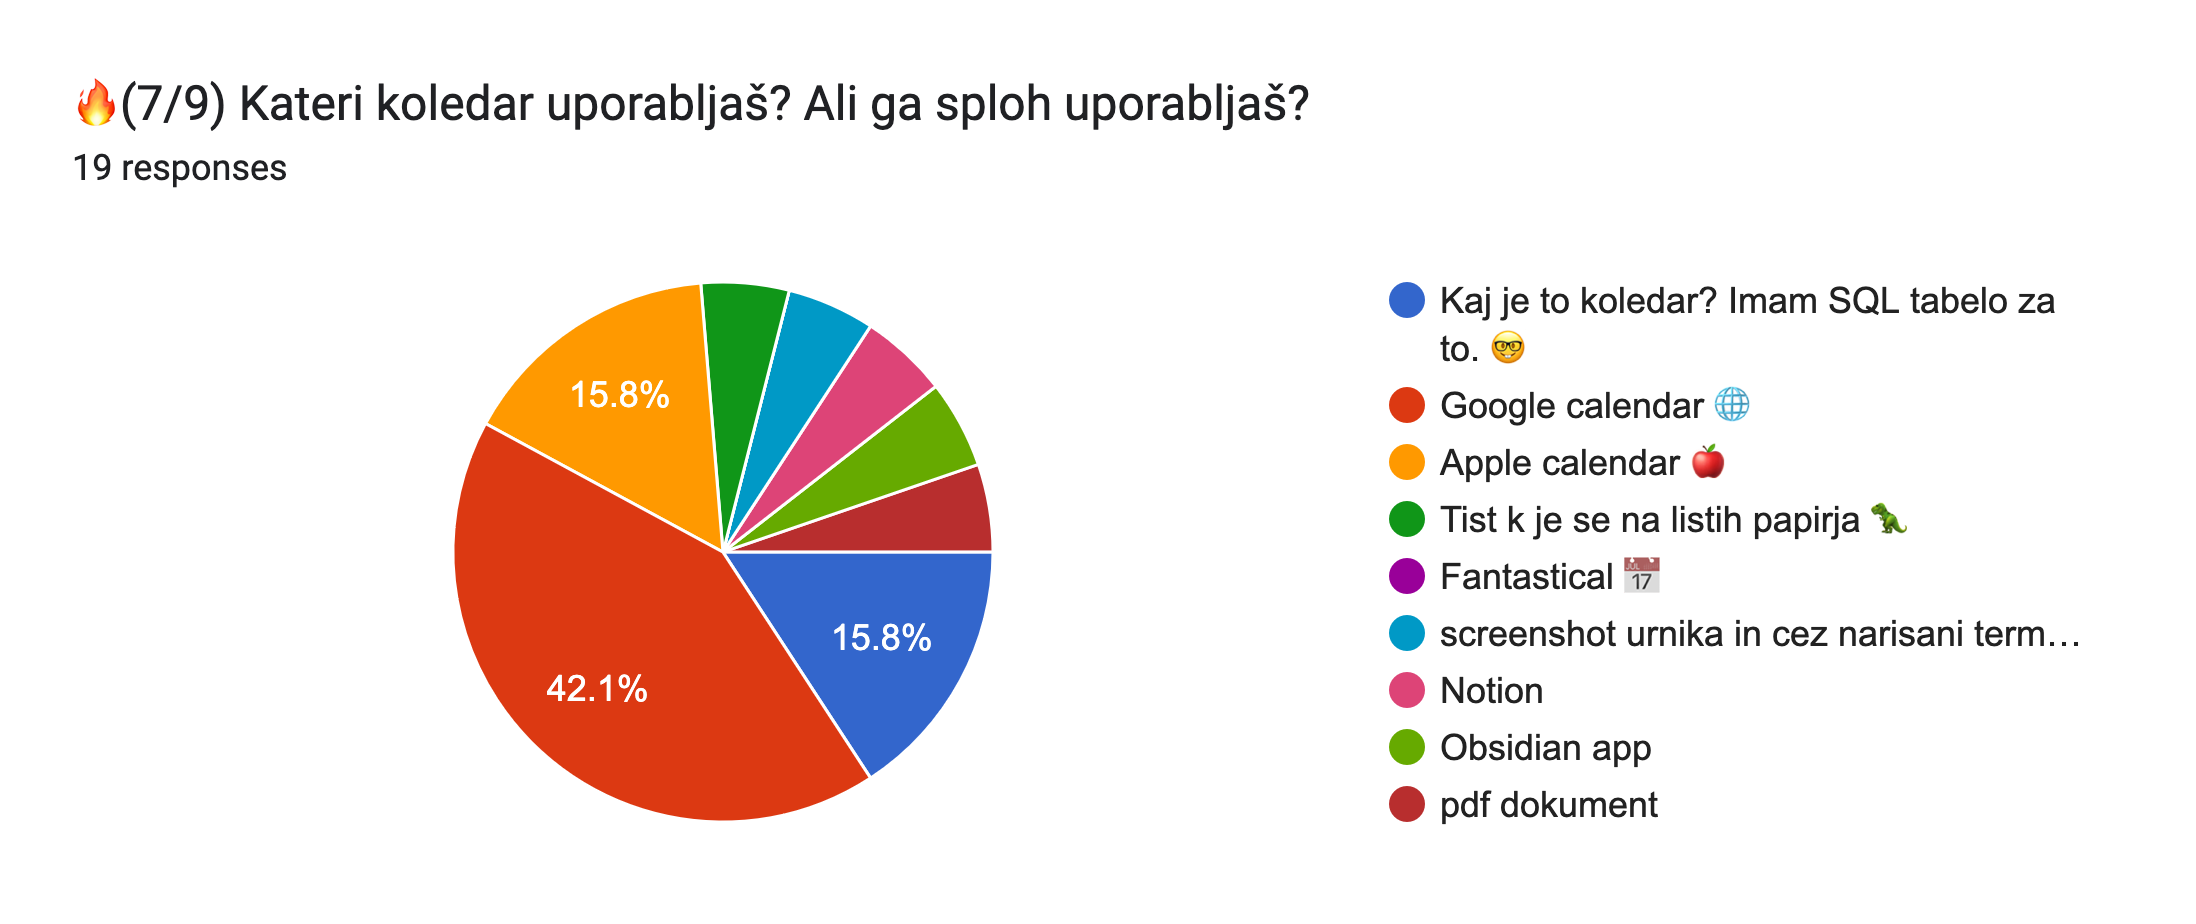 🔥(7/9) Kateri koledar uporabljaš? Ali ga sploh uporabljaš?
19 responses
15.8%
42.1%
15.8%
Kaj je to koledar? Imam SQL tabelo za
to. 🤓
Google calendar 🌐
Apple calendar 🍎
Tist k je se na listih papirja 🦖
Fantastical 📅
screenshot urnika in cez narisani term…
Notion
Obsidian app
pdf dokument